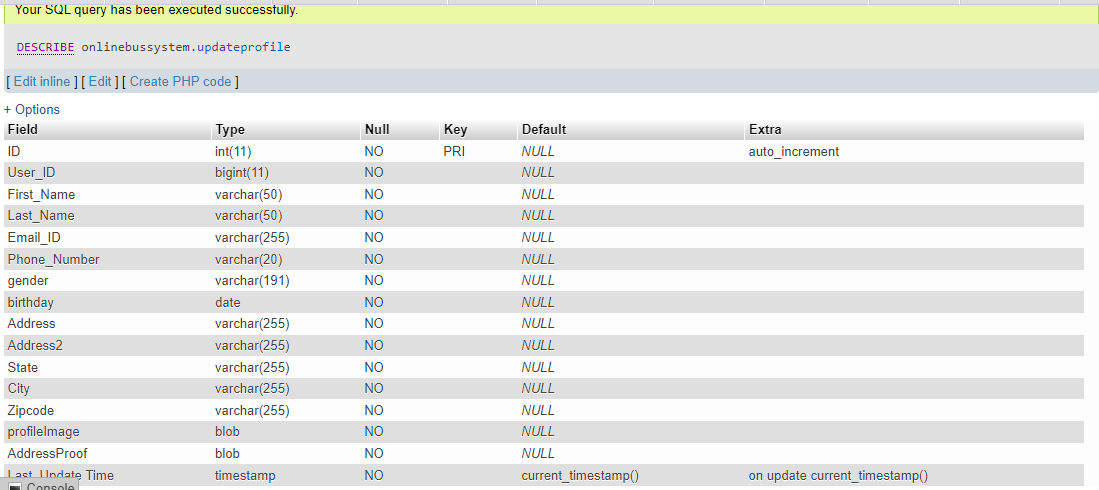 Your SQL query has been executed successfully.
DESCRIBE onlinebussystem.updateprofile
[ Edit inline ] [ Edit ] [ Create PHP code ]
+ Options
Field Type Null Key Default Extra
ID int(11) NO PRI NULL auto_increment
User_ID bigint(11) NO NULL
First_Name varchar(50) NO NULL
Last_Name varchar(50) NO NULL
Email_ID varchar(255) NO NULL
Phone_Number varchar(20) NO NULL
gender varchar(191) NO NULL
birthday date NO NULL
Address varchar(255) NO NULL
Address2 varchar(255) NO NULL
State varchar(255) NO NULL
City varchar(255) NO NULL
Zipcode varchar(255) NO NULL
profileImage blob NO NULL
AddressProof blob NO NULL
Last_Update Time timestamp NO current_timestamp() on update current_timestamp()
Console